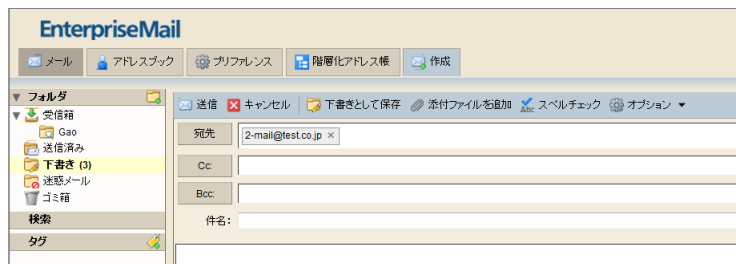 EnterpriseMail
メール アドレスブック プリファレンス 階層化アドレス帳 作成
フォルダ
受信箱
Gao
送信済み
下書き (3)
迷惑メール
ゴミ箱
検索
タグ
送信 キャンセル 下書きとして保存 添付ファイルを追加 Abc スペルチェック オプション
宛先 2-mail@test.co.jp ×
Cc:
Bcc:
件名: